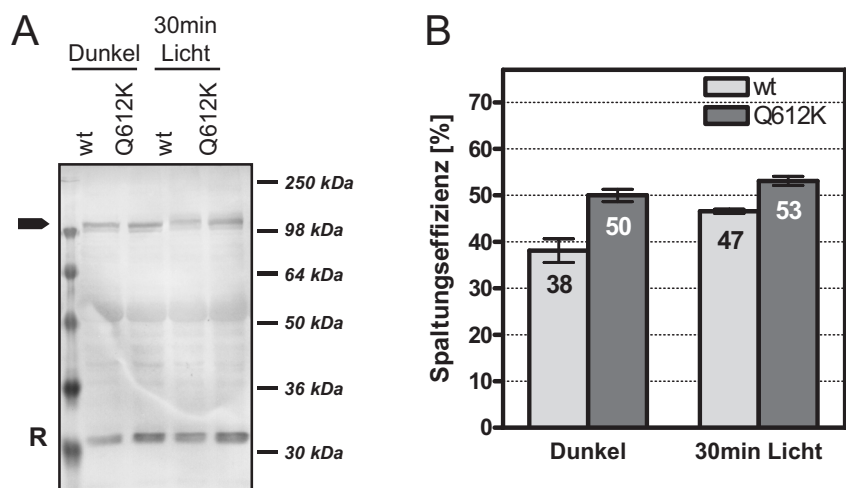 A
30min
Dunkel Licht
wt Q612K wt Q612K
250 kDa
98 kDa
64 kDa
50 kDa
36 kDa
R
30 kDa
B
Spaltungseffizienz [%]
wt
Q612K
70
60
50
40
30
20
10
0
38 50 47 53
Dunkel 30min Licht